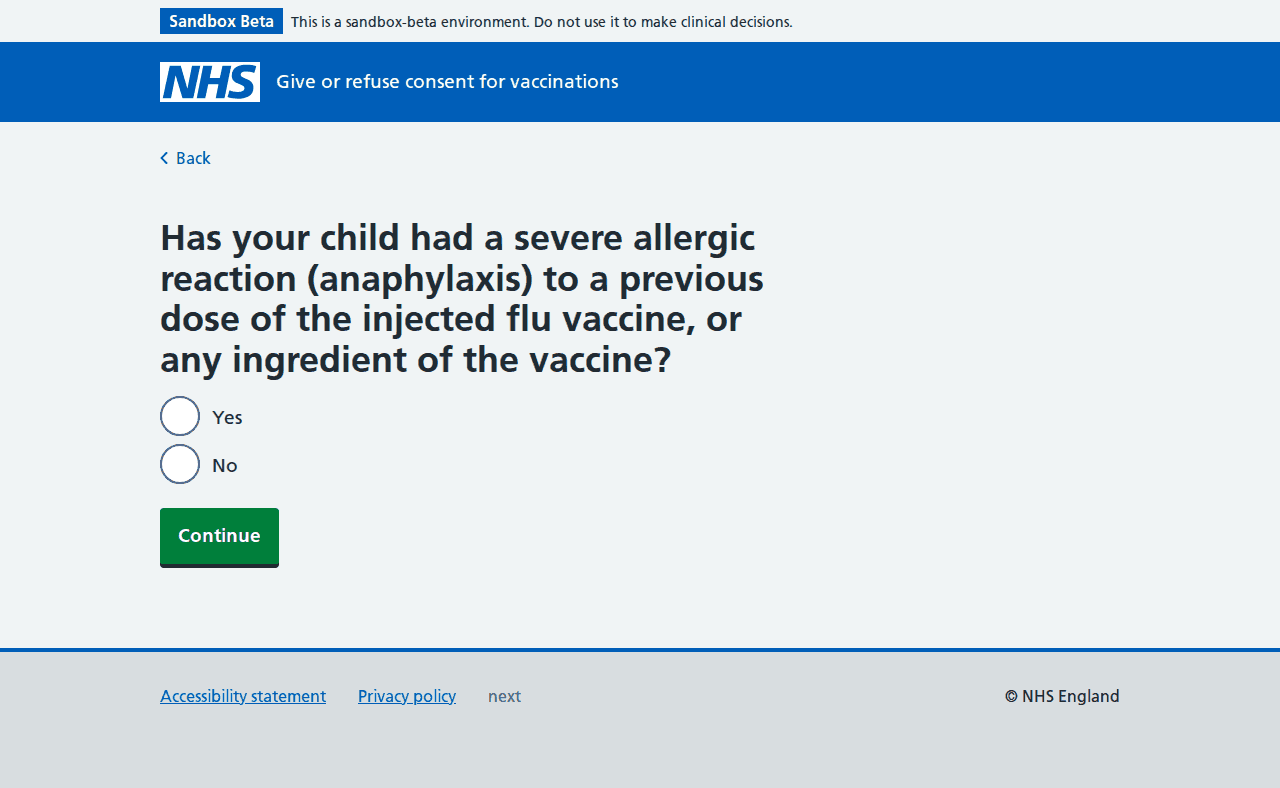 Sandbox Beta This is a sandbox-beta environment. Do not use it to make clinical decisions.
NHS Give or refuse consent for vaccinations
Back
Has your child had a severe allergic
reaction (anaphylaxis) to a previous
dose of the injected flu vaccine, or
any ingredient of the vaccine?
Yes
No
Continue
Accessibility statement Privacy policy next © NHS England